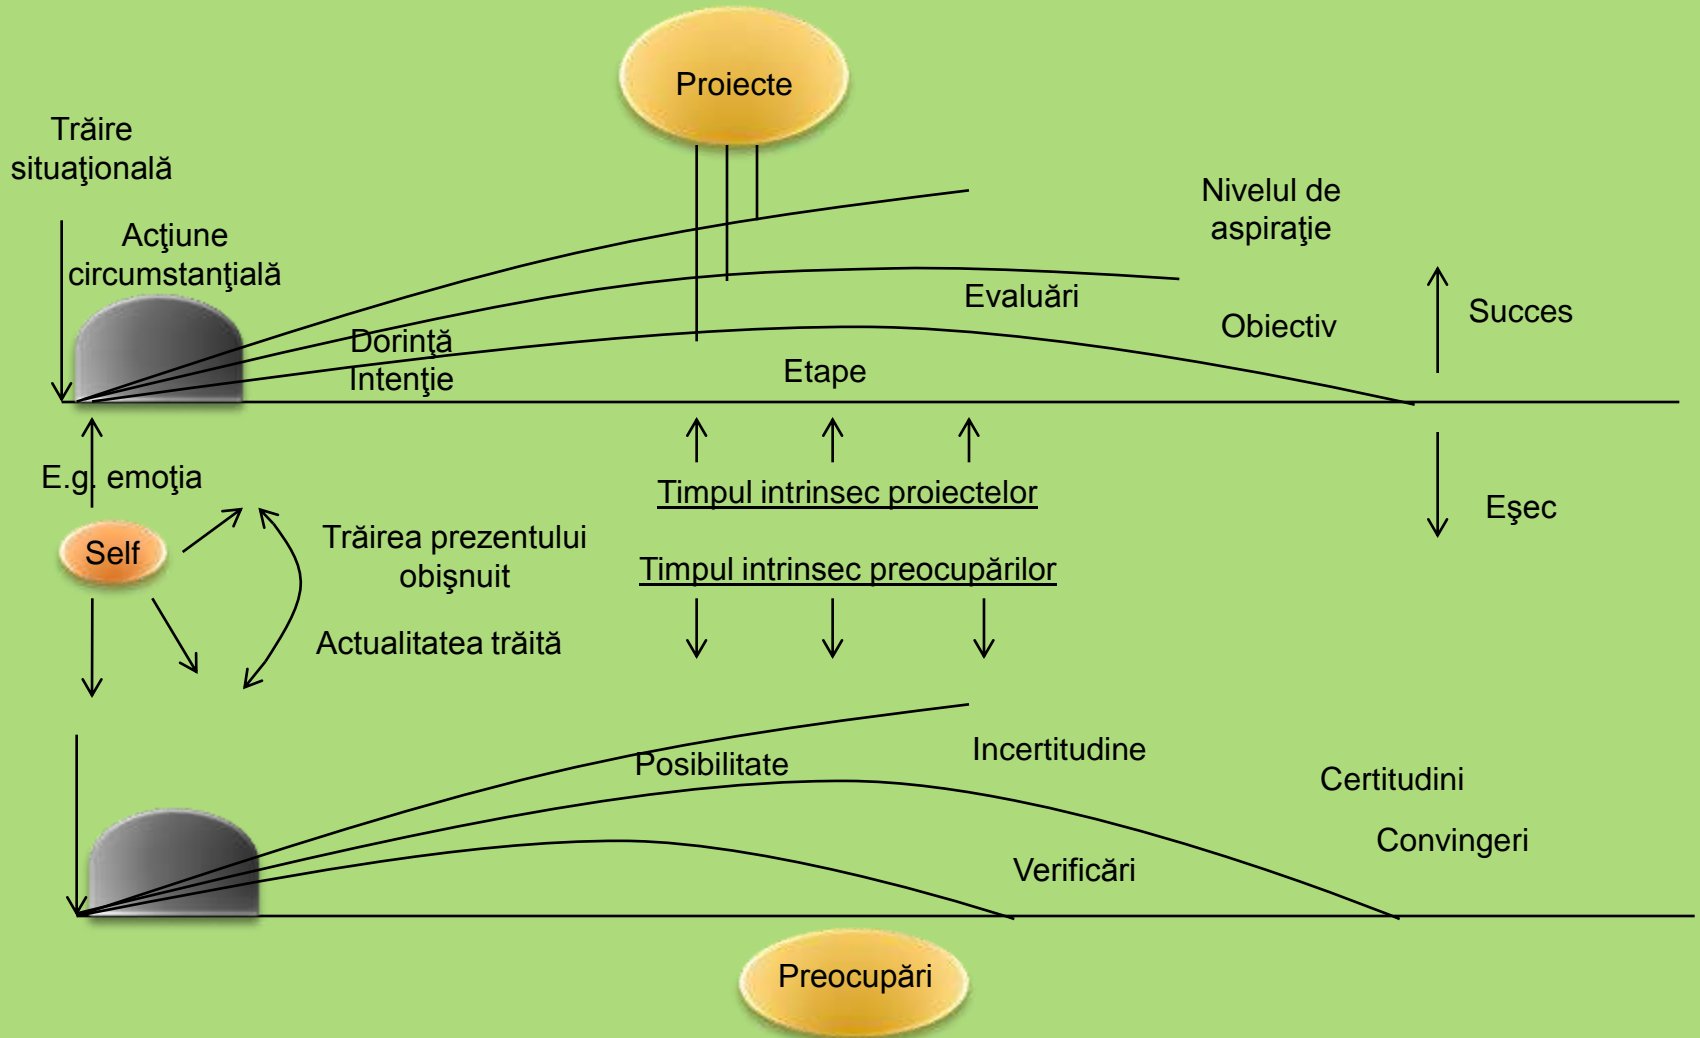 Proiecte
Trăire
situaţională
Nivelul de
aspiraţie
Acţiune
circumstanţială
Evaluări
Succes
Obiectiv
Dorinţă
Intenţie
Etape
E.g. emoţia
Timpul intrinsec proiectelor
Eşec
Self
Trăirea prezentului
obişnuit
Timpul intrinsec preocupărilor
Actualitatea trăită
Incertitudine
Posibilitate
Certitudini
Convingeri
Verificări
Preocupări